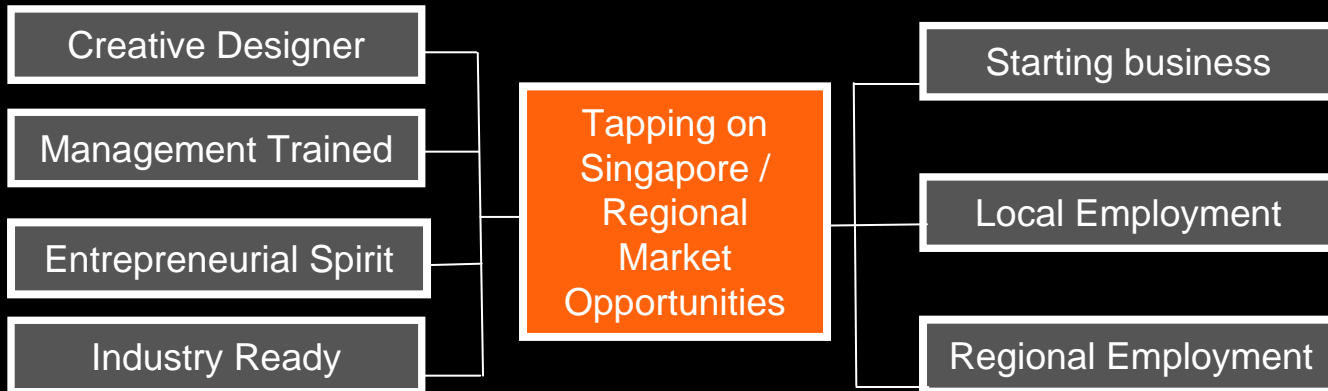 Creative Designer
Management Trained
Entrepreneurial Spirit
Industry Ready
Tapping on
Singapore /
Regional
Market
Opportunities
Starting business
Local Employment
Regional Employment